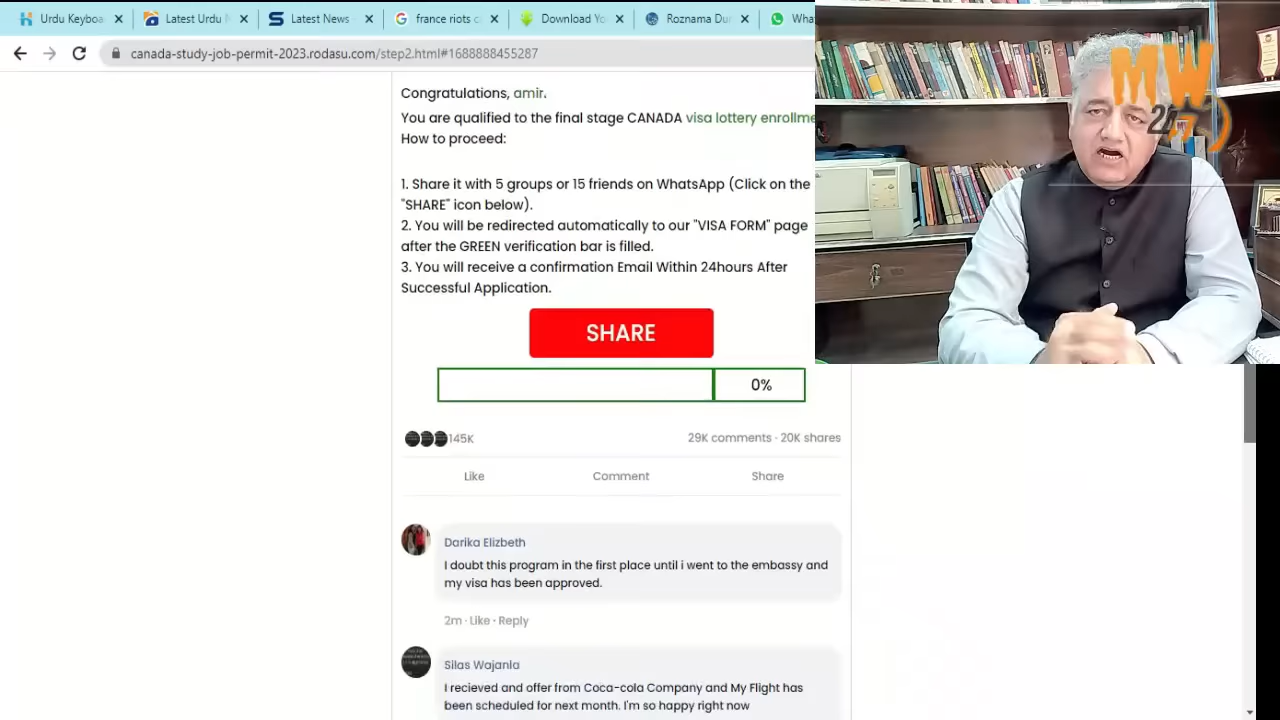 Urdu Keyboa
Latest Urdu N
Latest News
france riots c
Download Yo
Roznama Du
Wha
canada-study-job-permit-2023.rodasu.com/step2.html#1688888455287
MW
24/7
Congratulations, amir.
You are qualified to the final stage CANADA visa lottery enrollme
How to proceed:
1. Share it with 5 groups or 15 friends on WhatsApp (Click on the
"SHARE" icon below).
2. You will be redirected automatically to our "VISA FORM" page
after the GREEN verification bar is filled.
3. You will receive a confirmation Email Within 24hours After
Successful Application.
SHARE
0%
145K
29K comments · 20K shares
Like
Comment
Share
Darika Elizbeth
I doubt this program in the first place until i went to the embassy and
my visa has been approved.
2m · Like · Reply
Silas Wajanla
I recieved and offer from Coca-cola Company and My Flight has
been scheduled for next month. I'm so happy right now